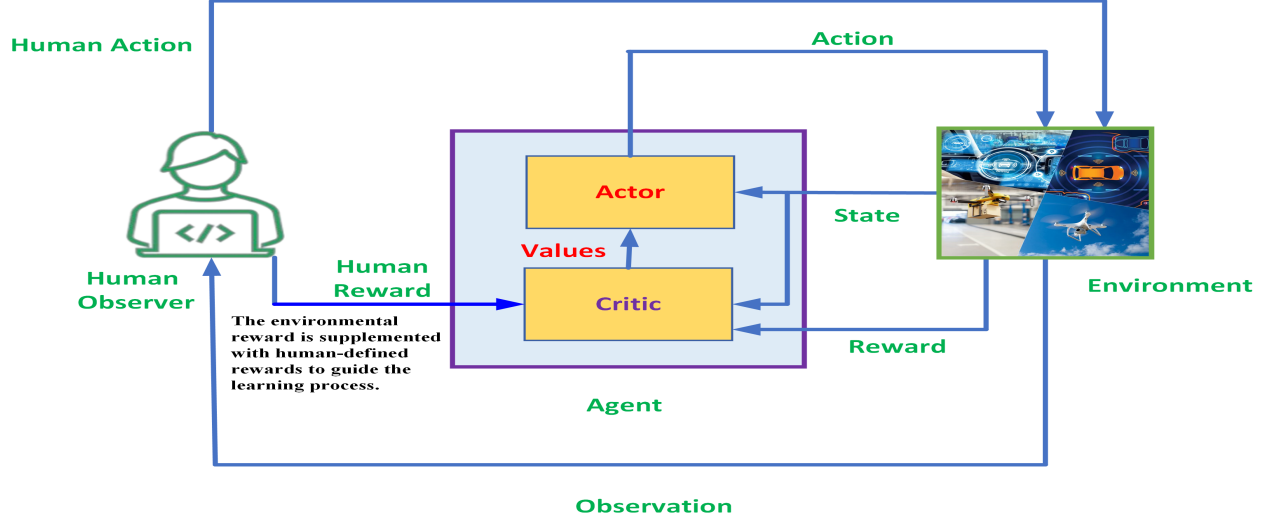 Human Action
Action
Actor
State
Values
Human
Observer
Human
Reward
Critic
Environment
The environmental
reward is supplemented
with human-defined
rewards to guide the
learning process.
Reward
Agent
Observation